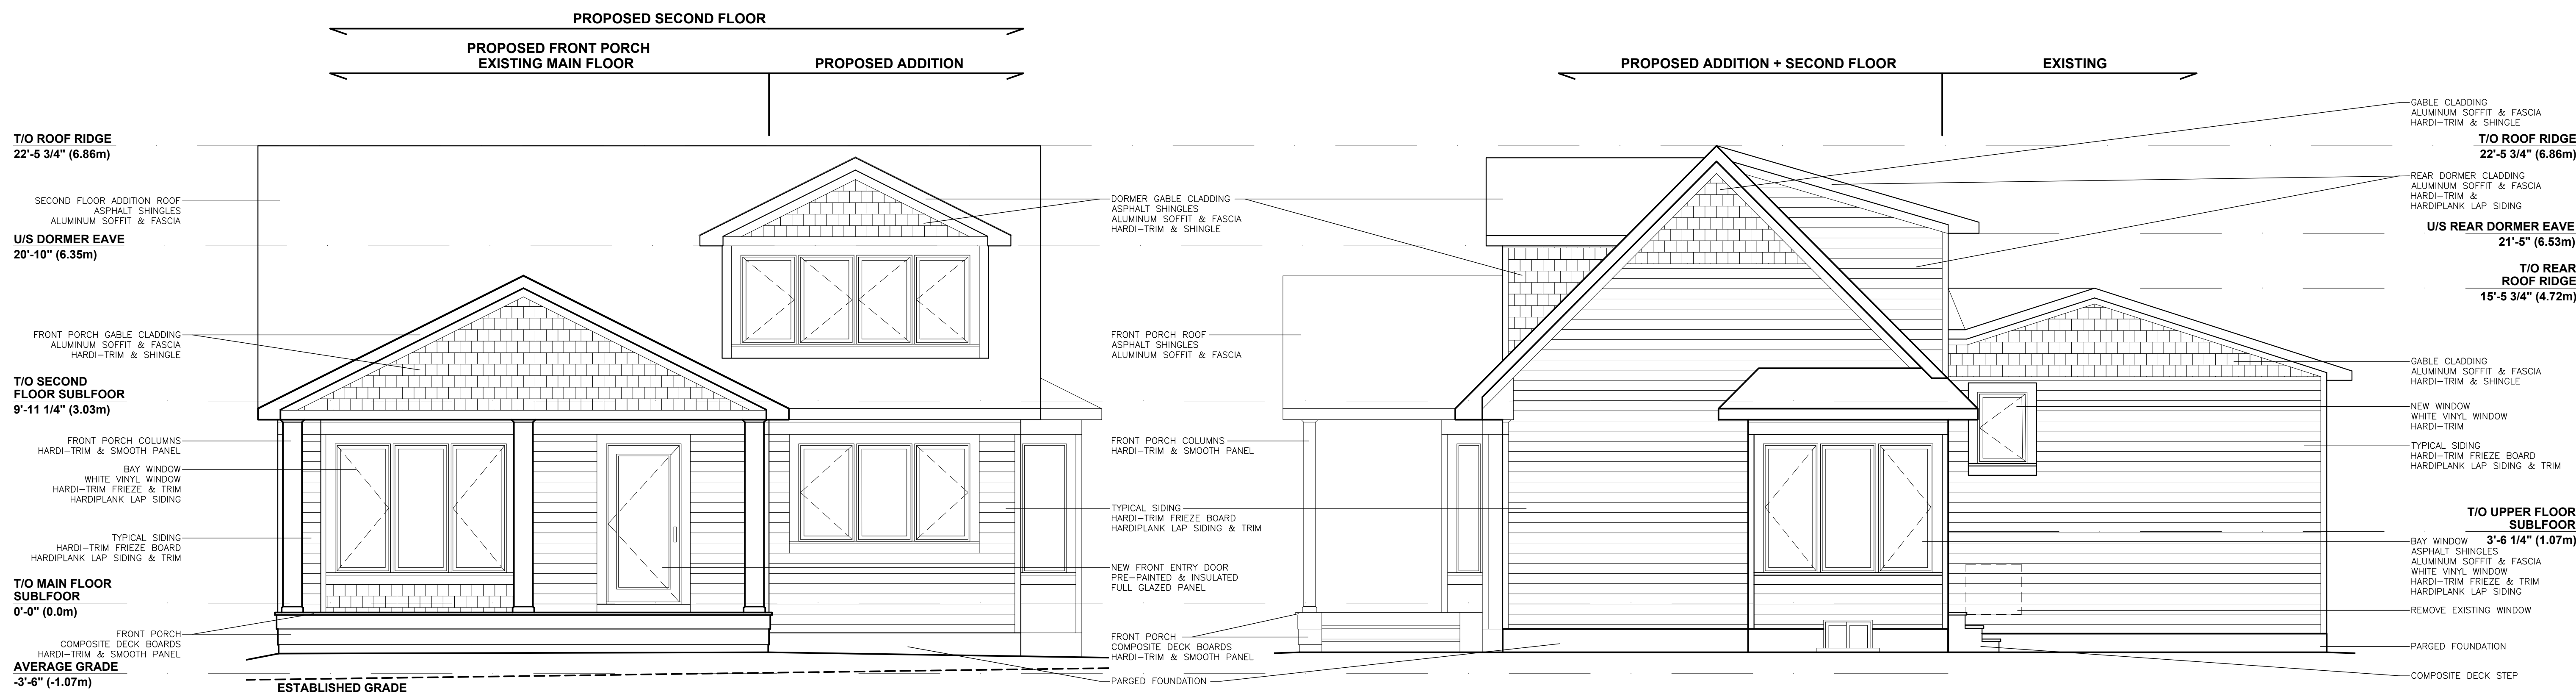 PROPOSED SECOND FLOOR
PROPOSED FRONT PORCH
EXISTING MAIN FLOOR
PROPOSED ADDITION
PROPOSED ADDITION + SECOND FLOOR
EXISTING
T/O ROOF RIDGE
22'-5 3/4" (6.86m)
SECOND FLOOR ADDITION ROOF
ASPHALT SHINGLES
ALUMINUM SOFFIT & FASCIA
U/S DORMER EAVE
20'-10" (6.35m)
FRONT PORCH GABLE CLADDING
ALUMINUM SOFFIT & FASCIA
HARDI-TRIM & SHINGLE
T/O SECOND
FLOOR SUBLFOOR
9'-11 1/4" (3.03m)
FRONT PORCH COLUMNS
HARDI-TRIM & SMOOTH PANEL
BAY WINDOW
WHITE VINYL WINDOW
HARDI-TRIM FRIEZE & TRIM
HARDIPLANK LAP SIDING
TYPICAL SIDING
HARDI-TRIM FRIEZE BOARD
HARDIPLANK LAP SIDING & TRIM
T/O MAIN FLOOR
SUBLFOOR
0'-0" (0.0m)
FRONT PORCH
COMPOSITE DECK BOARDS
HARDI-TRIM & SMOOTH PANEL
AVERAGE GRADE
-3'-6" (-1.07m)
ESTABLISHED GRADE
DORMER GABLE CLADDING
ASPHALT SHINGLES
ALUMINUM SOFFIT & FASCIA
HARDI-TRIM & SHINGLE
FRONT PORCH ROOF
ASPHALT SHINGLES
ALUMINUM SOFFIT & FASCIA
FRONT PORCH COLUMNS
HARDI-TRIM & SMOOTH PANEL
TYPICAL SIDING
HARDI-TRIM FRIEZE BOARD
HARDIPLANK LAP SIDING & TRIM
NEW FRONT ENTRY DOOR
PRE-PAINTED & INSULATED
FULL GLAZED PANEL
FRONT PORCH
COMPOSITE DECK BOARDS
HARDI-TRIM & SMOOTH PANEL
PARGED FOUNDATION
GABLE CLADDING
ALUMINUM SOFFIT & FASCIA
HARDI-TRIM & SHINGLE
T/O ROOF RIDGE
22'-5 3/4" (6.86m)
REAR DORMER CLADDING
ALUMINUM SOFFIT & FASCIA
HARDI-TRIM &
HARDIPLANK LAP SIDING
U/S REAR DORMER EAVE
21'-5" (6.53m)
T/O REAR
ROOF RIDGE
15'-5 3/4" (4.72m)
GABLE CLADDING
ALUMINUM SOFFIT & FASCIA
HARDI-TRIM & SHINGLE
NEW WINDOW
WHITE VINYL WINDOW
HARDI-TRIM
TYPICAL SIDING
HARDI-TRIM FRIEZE BOARD
HARDIPLANK LAP SIDING & TRIM
T/O UPPER FLOOR
SUBLFOOR
3'-6 1/4" (1.07m)
BAY WINDOW
ASPHALT SHINGLES
ALUMINUM SOFFIT & FASCIA
WHITE VINYL WINDOW
HARDI-TRIM FRIEZE & TRIM
HARDIPLANK LAP SIDING
REMOVE EXISTING WINDOW
PARGED FOUNDATION
COMPOSITE DECK STEP